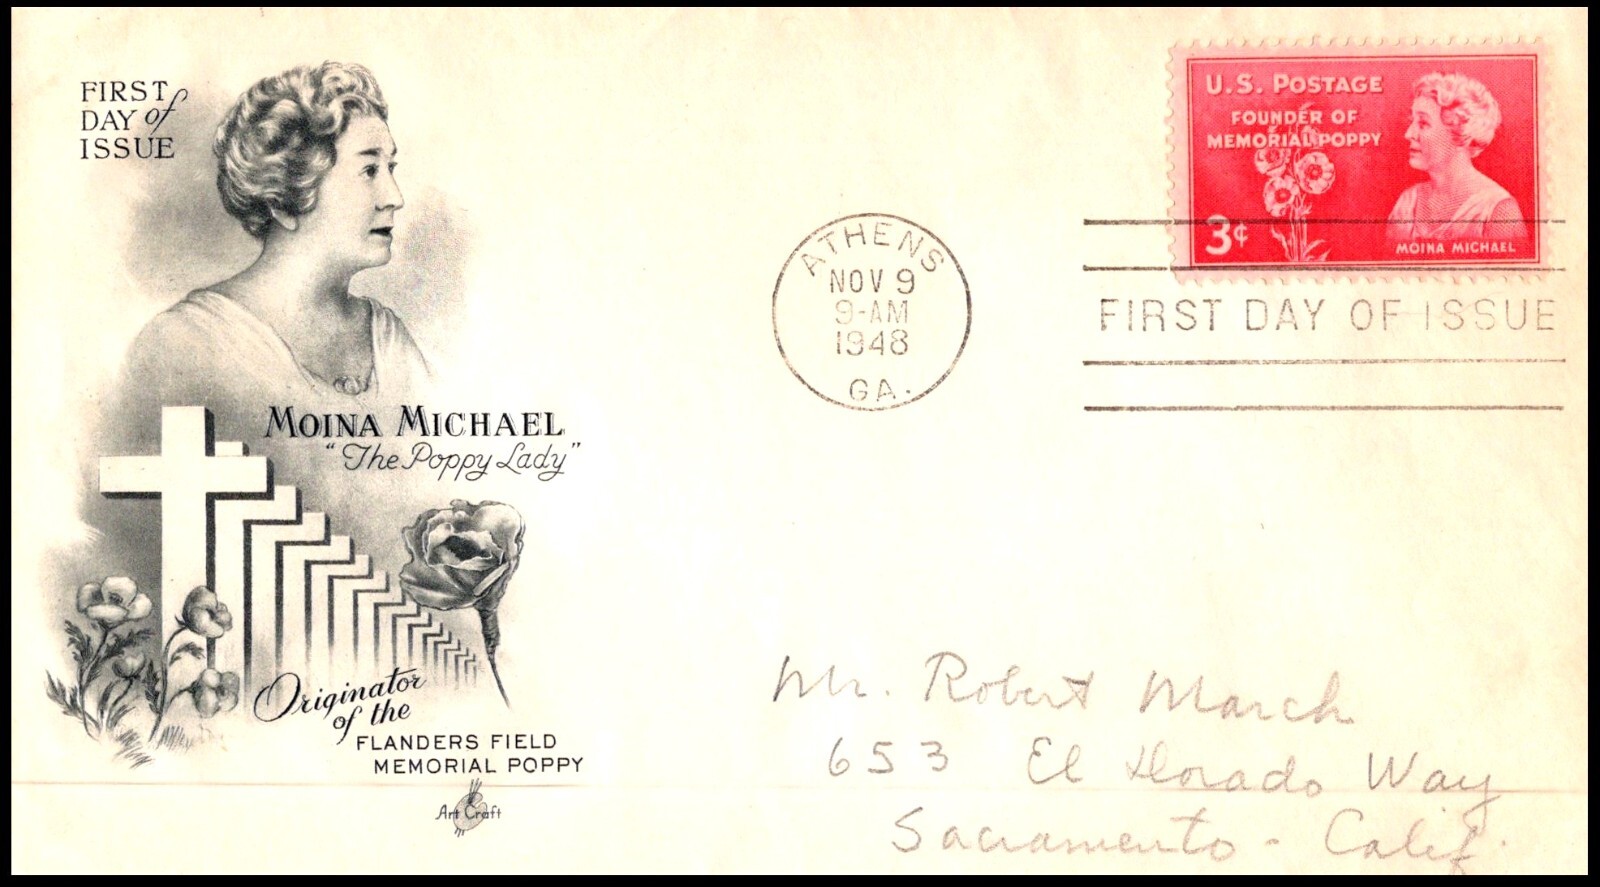 FIRST
DAY of
ISSUE
MOINA MICHAEL
"The Poppy Lady"
Originator
of the
FLANDERS FIELD
MEMORIAL POPPY
Art Craft
ATHENS
NOV 9
9-AM
1948
GA.
U.S. POSTAGE
FOUNDER OF
MEMORIAL POPPY
3¢
MOINA MICHAEL
FIRST DAY OF ISSUE
Mr. Robert March
653 El Dorado Way
Sacramento - Calif.